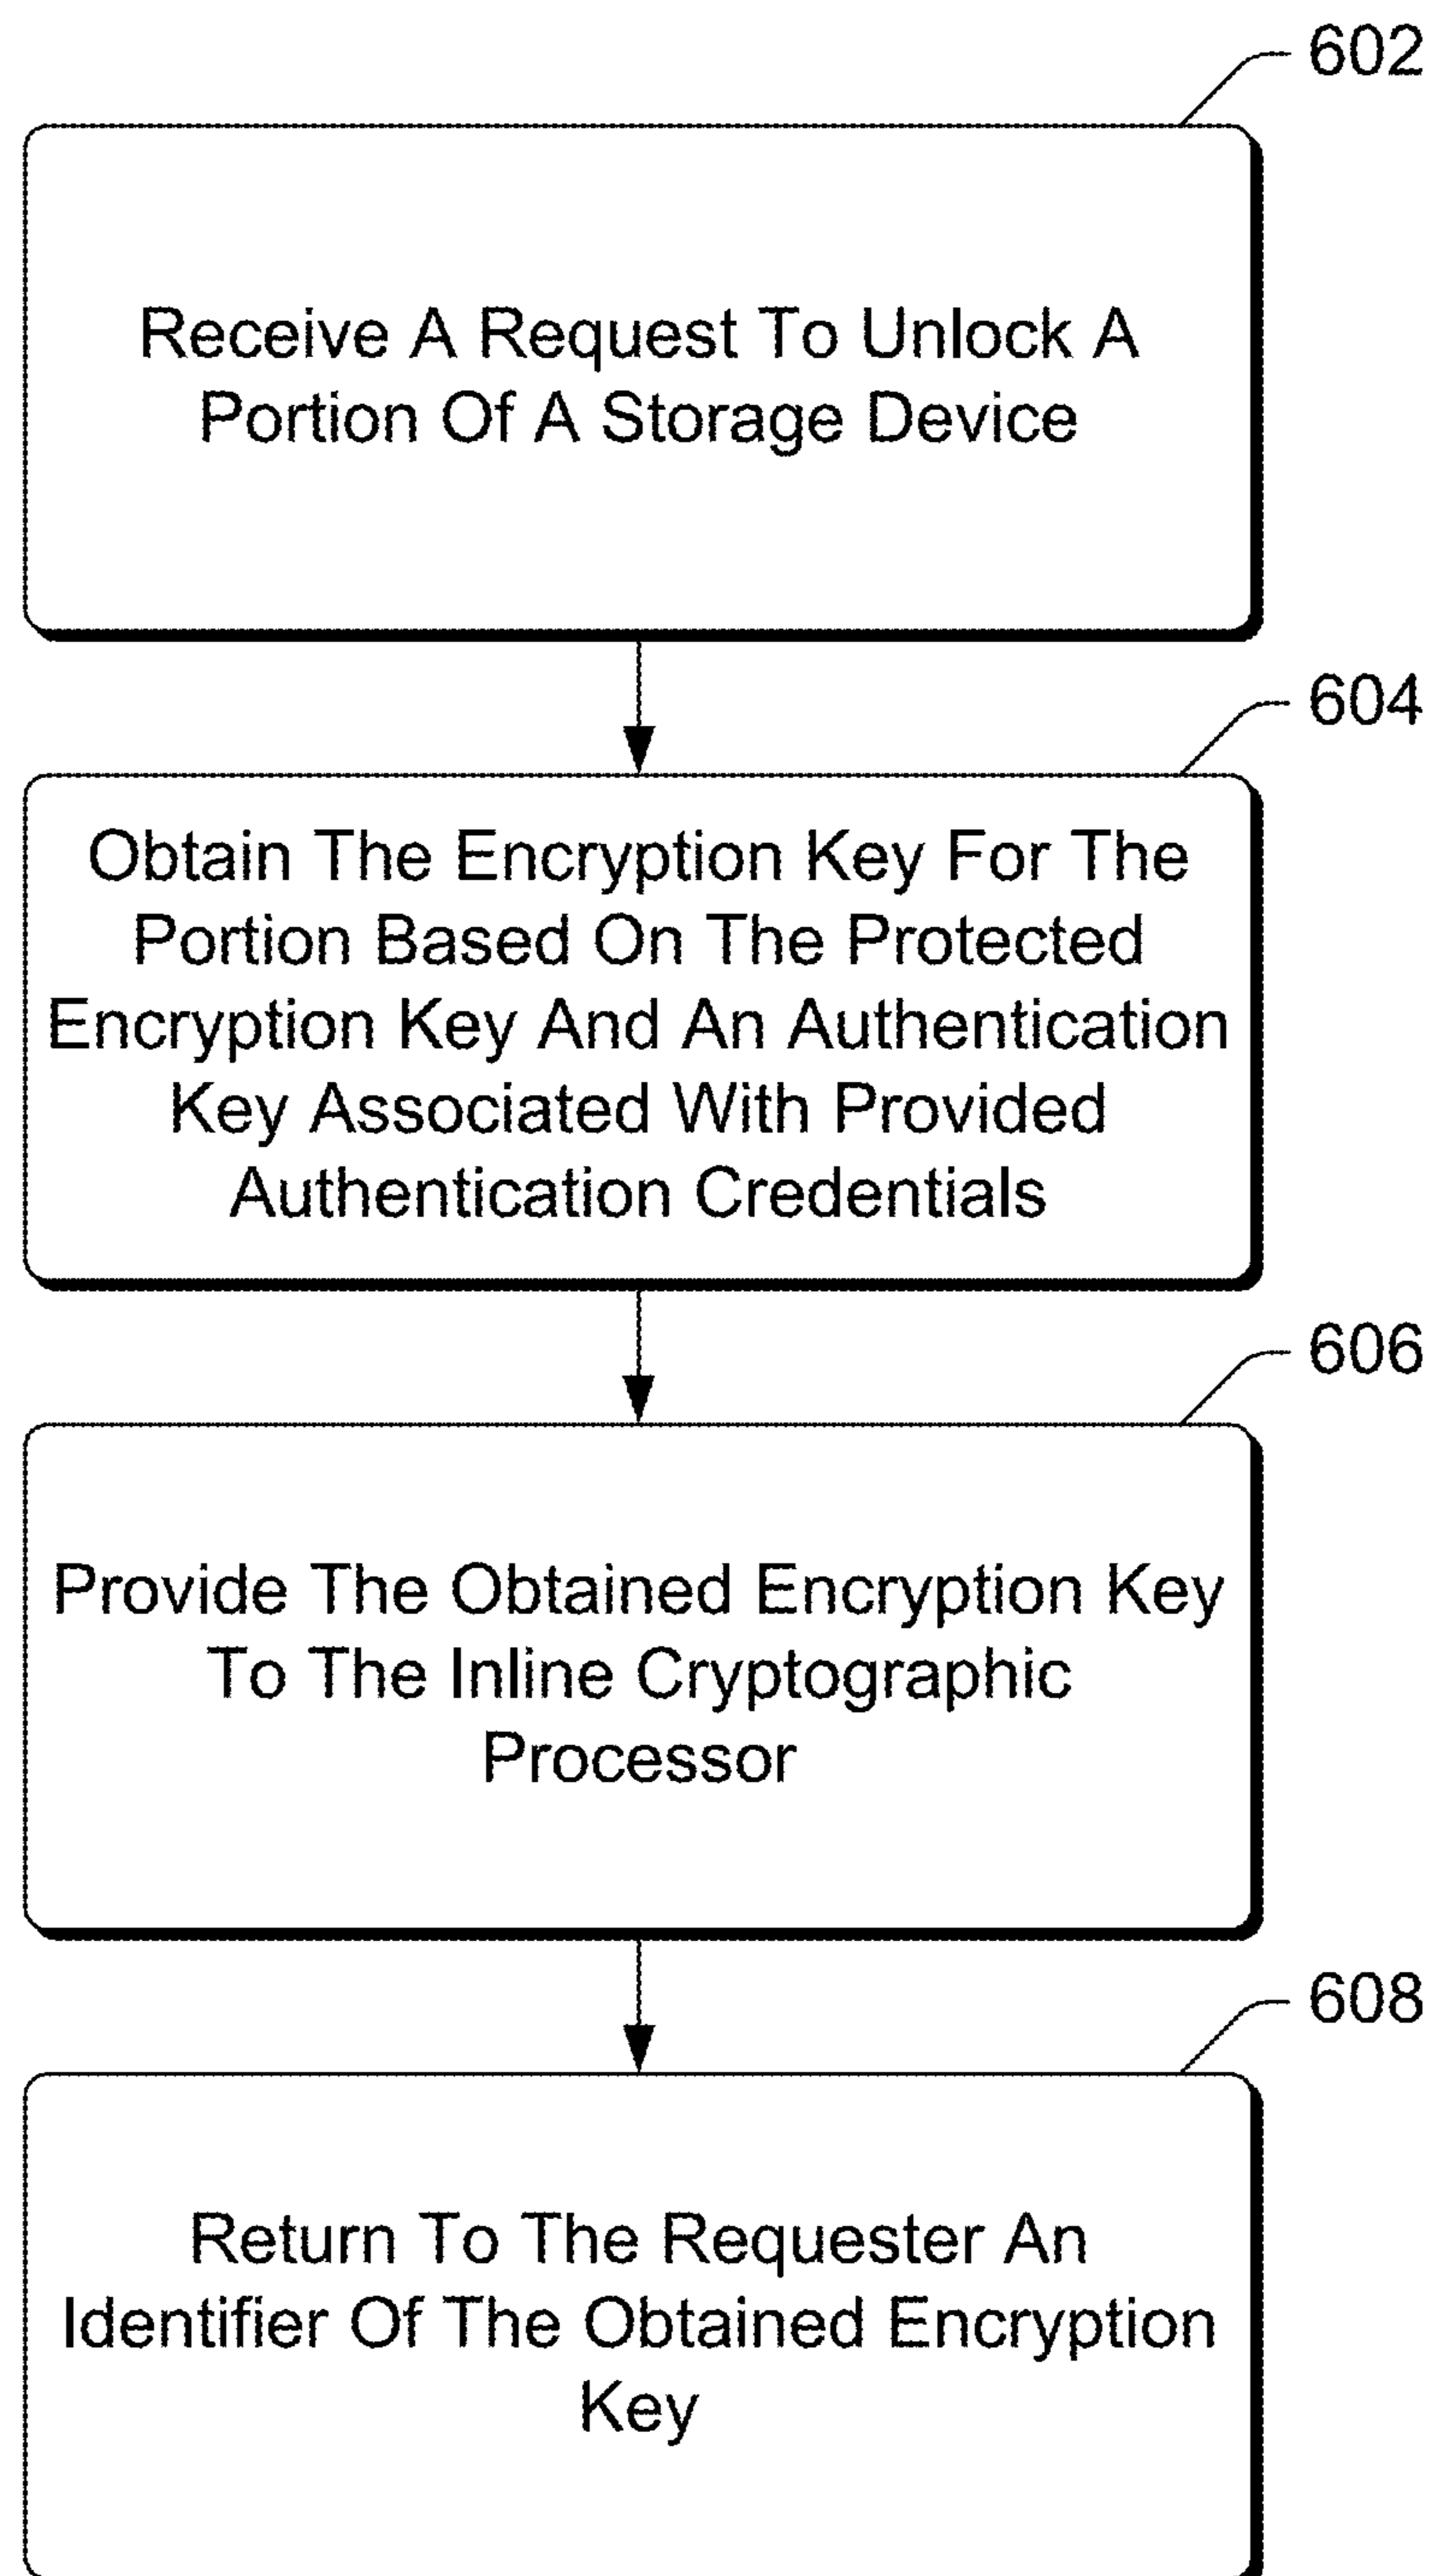 602
Receive A Request To Unlock A
Portion Of A Storage Device
604
Obtain The Encryption Key For The
Portion Based On The Protected
Encryption Key And An Authentication
Key Associated With Provided
Authentication Credentials
606
Provide The Obtained Encryption Key
To The Inline Cryptographic
Processor
608
Return To The Requester An
Identifier Of The Obtained Encryption
Key